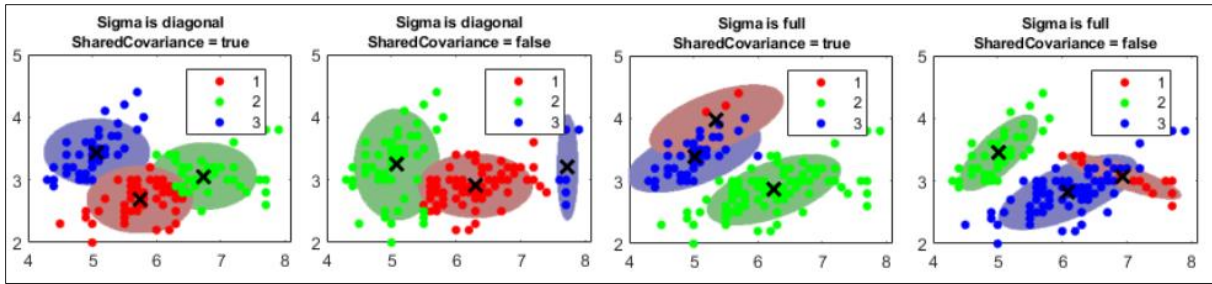 Sigma is diagonal
SharedCovariance = true
5
4
3
2
4 5 6 7 8
1
2
3
Sigma is diagonal
SharedCovariance = false
5
4
3
2
4 5 6 7 8
1
2
3
Sigma is full
SharedCovariance = true
5
4
3
2
4 5 6 7 8
1
2
3
Sigma is full
SharedCovariance = false
5
4
3
2
4 5 6 7 8
1
2
3